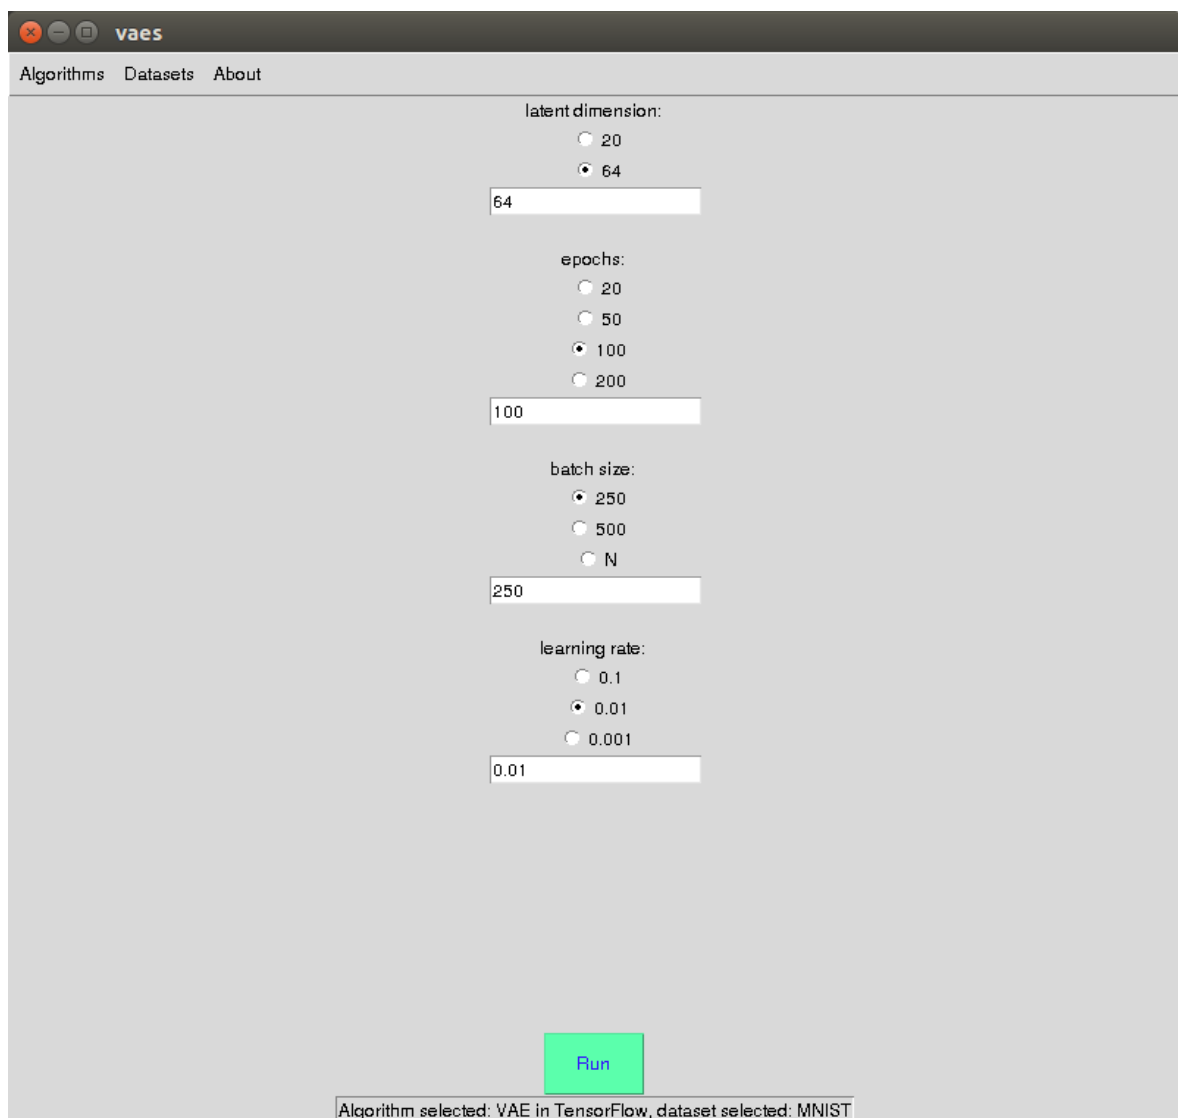 vaes
Algorithms Datasets About
latent dimension:
20
64
64
epochs:
20
50
100
200
100
batch size:
250
500
N
250
learning rate:
0.1
0.01
0.001
0.01
Run
Algorithm selected: VAE in TensorFlow, dataset selected: MNIST